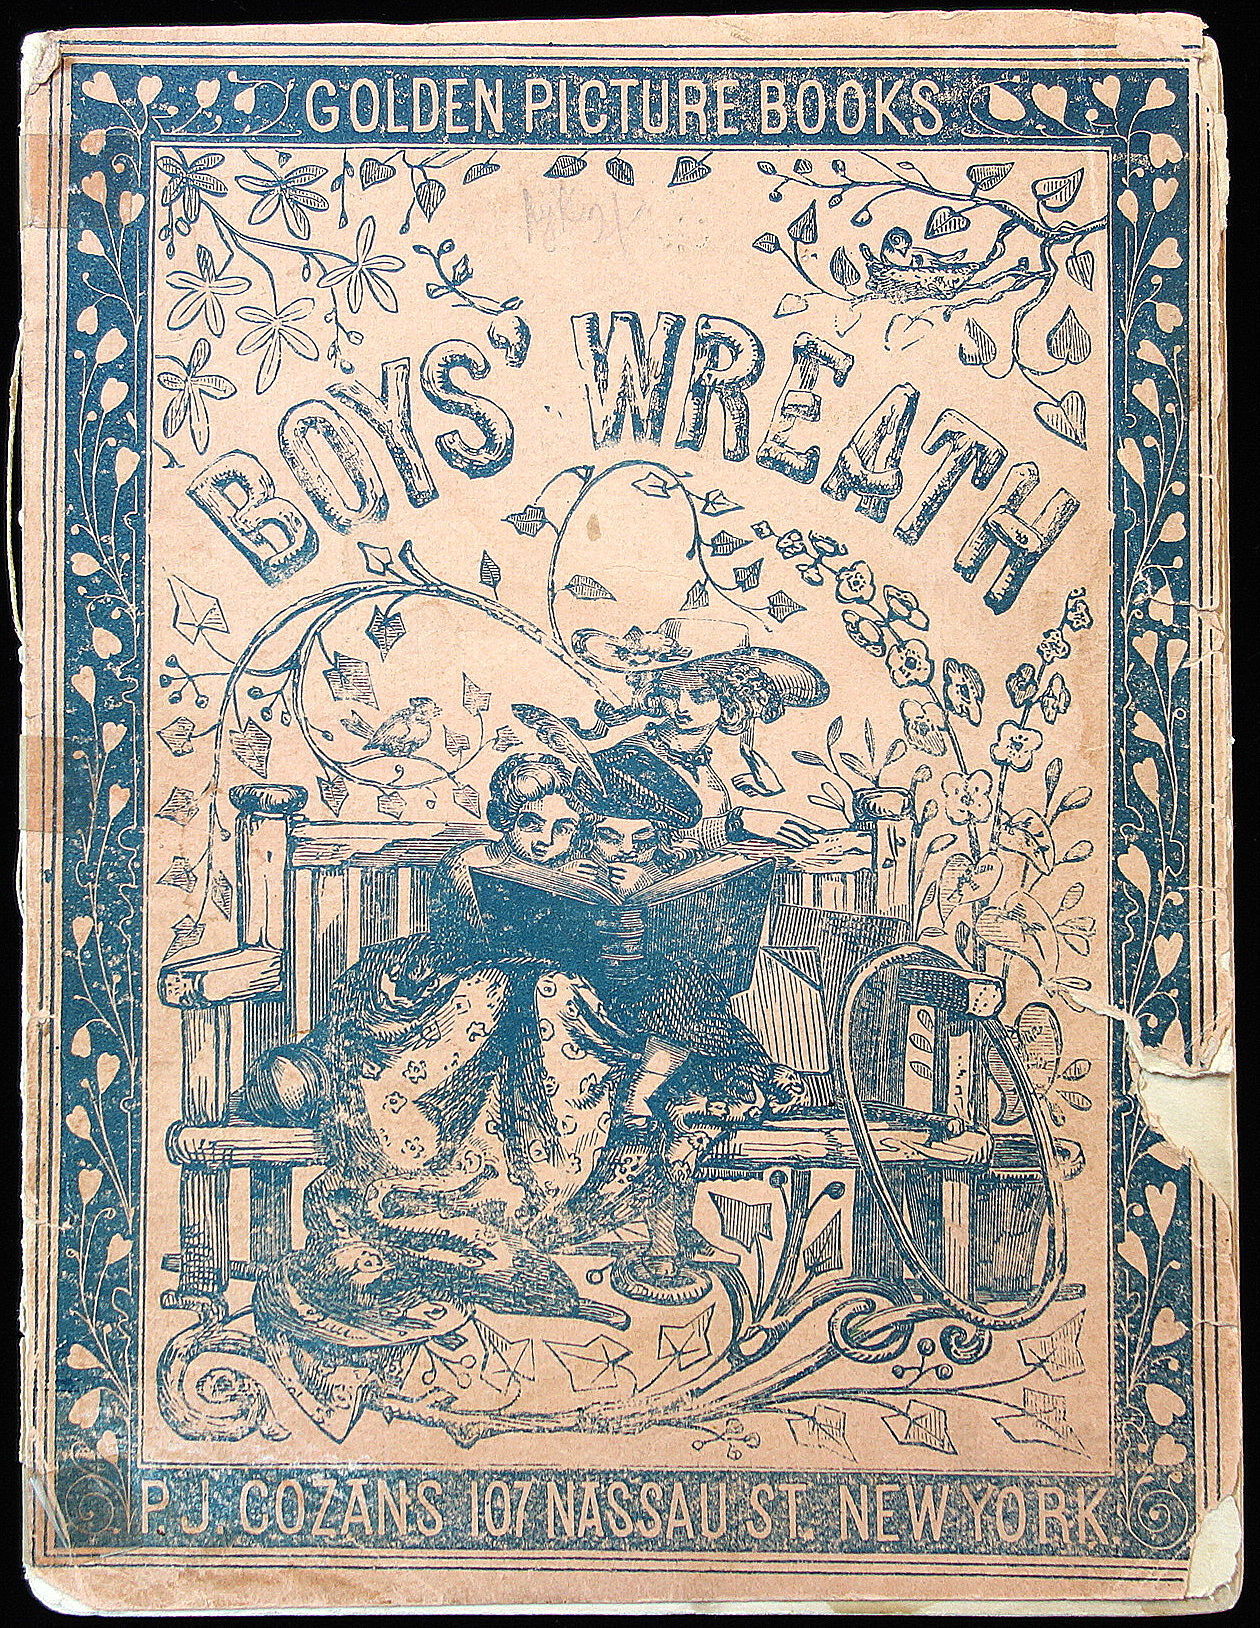 GOLDEN PICTURE BOOKS
BOYS' WREATH
P. J. COZANS 107 NASSAU ST. NEW YORK.